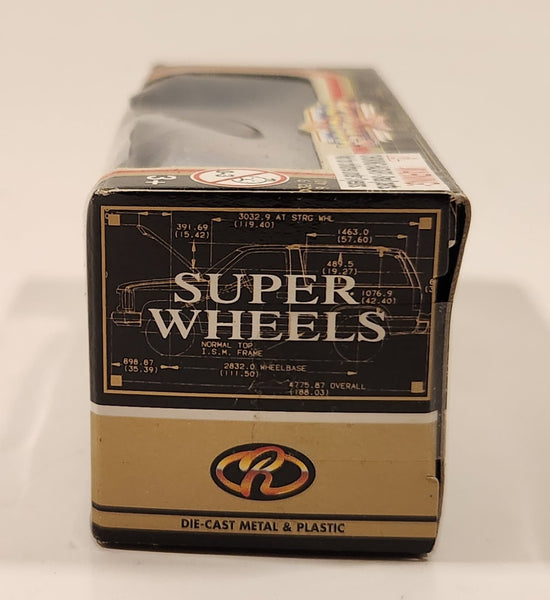 3+
3032.9 AT STRG WHL
(119.40)
391.69
(15.42)
1463.0
(57.60)
489.5
(19.27)
1076.9
(42.40)
SUPER
WHEELS
NORMAL TOP
I.S.M. FRAME
898.87
(35.39)
2832.0 WHEELBASE
(111.50)
4775.87 OVERALL
(188.03)
R
DIE-CAST METAL & PLASTIC